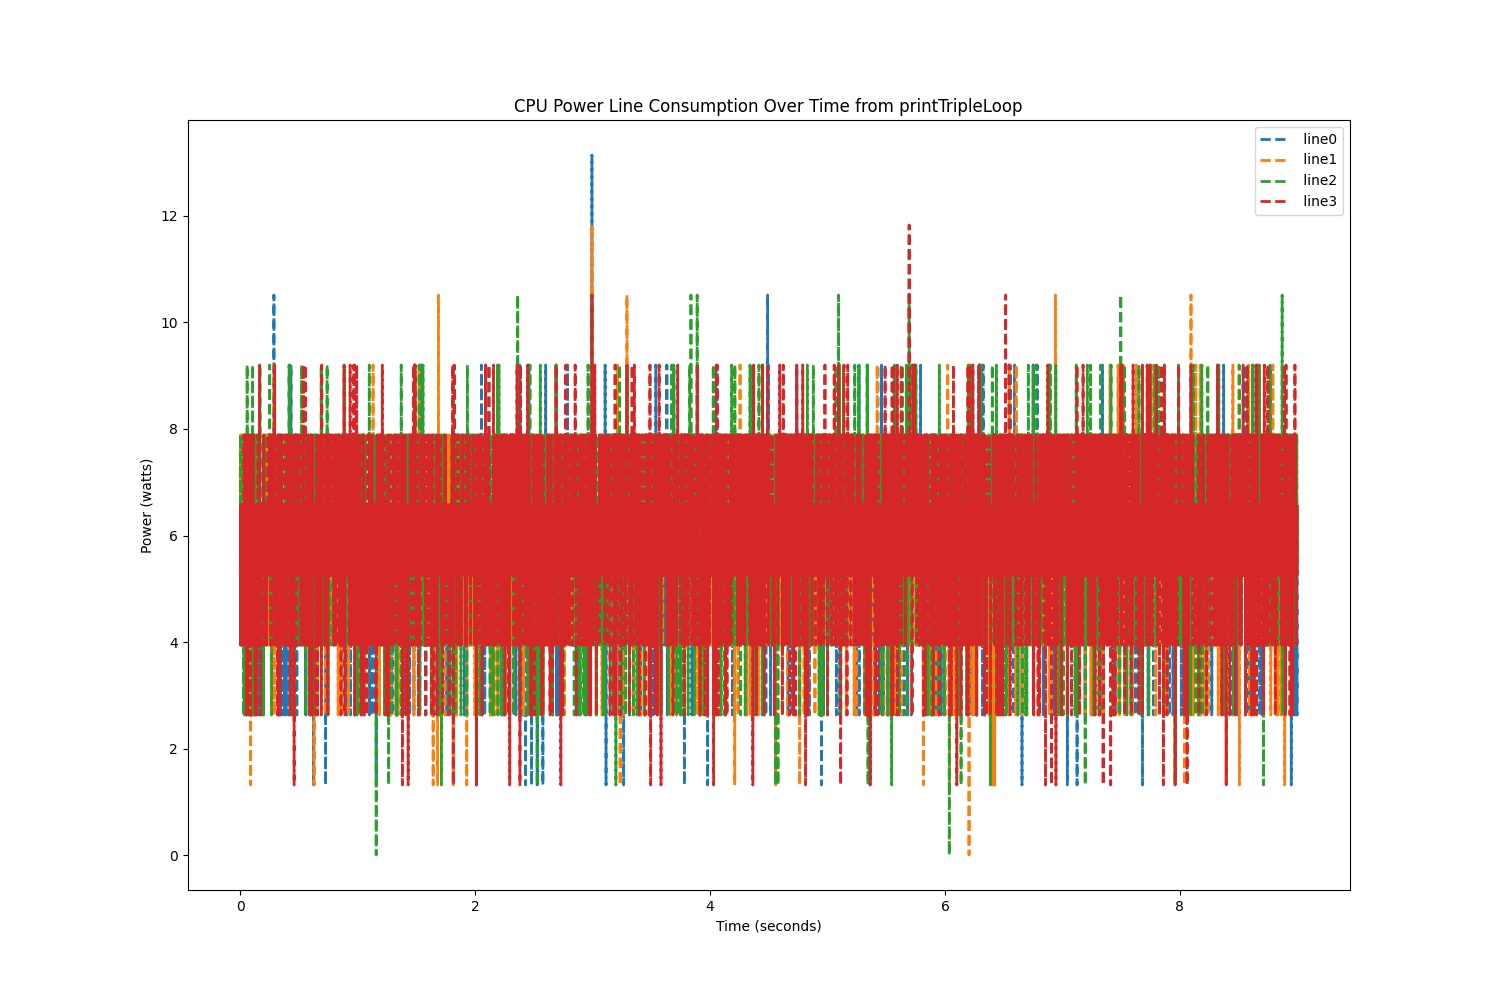 CPU Power Line Consumption Over Time from printTripleLoop
line0
line1
line2
line3
12
10
8
6
4
2
0
Power (watts)
0 2 4 6 8
Time (seconds)